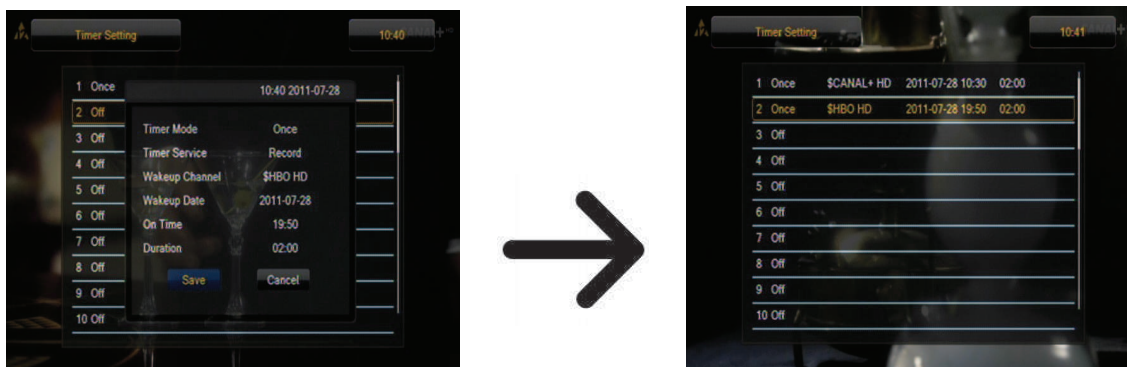 Timer Setting 10:40
1 Once
10:40 2011-07-28
2 Off
3 Off
4 Off
5 Off
6 Off
7 Off
8 Off
9 Off
10 Off
Timer Mode Once
Timer Service Record
Wakeup Channel $HBO HD
Wakeup Date 2011-07-28
On Time 19:50
Duration 02:00
Save Cancel
Timer Setting 10:41
1 Once $CANAL+ HD 2011-07-28 10:30 02:00
2 Once $HBO HD 2011-07-28 19:50 02:00
3 Off
4 Off
5 Off
6 Off
7 Off
8 Off
9 Off
10 Off